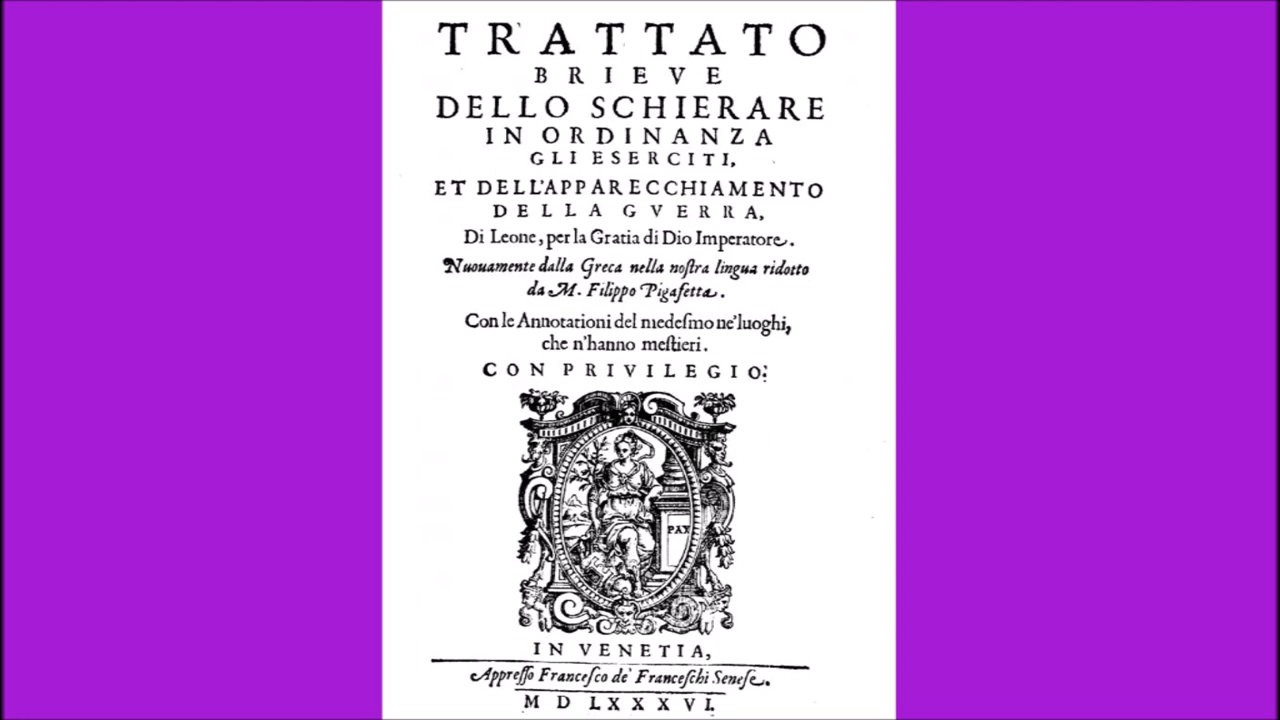 TRATTATO
BRIEVE
DELLO SCHIERARE
IN ORDINANZA
GLI ESERCITI,
ET DELL'APPARECCHIAMENTO
DELLA GVERRA,
Di Leone, per la Gratia di Dio Imperatore.
Nuouamente dalla Greca nella noſtra lingua ridotto
da M. Filippo Pigafetta.
Con le Annotationi del medeſmo ne'luoghi,
che n'hanno meſtieri.
CON PRIVILEGIO:
PAX
IN VENETIA,
Appreſſo Franceſco de' Franceſchi Seneſe.
M D LXXXVI.